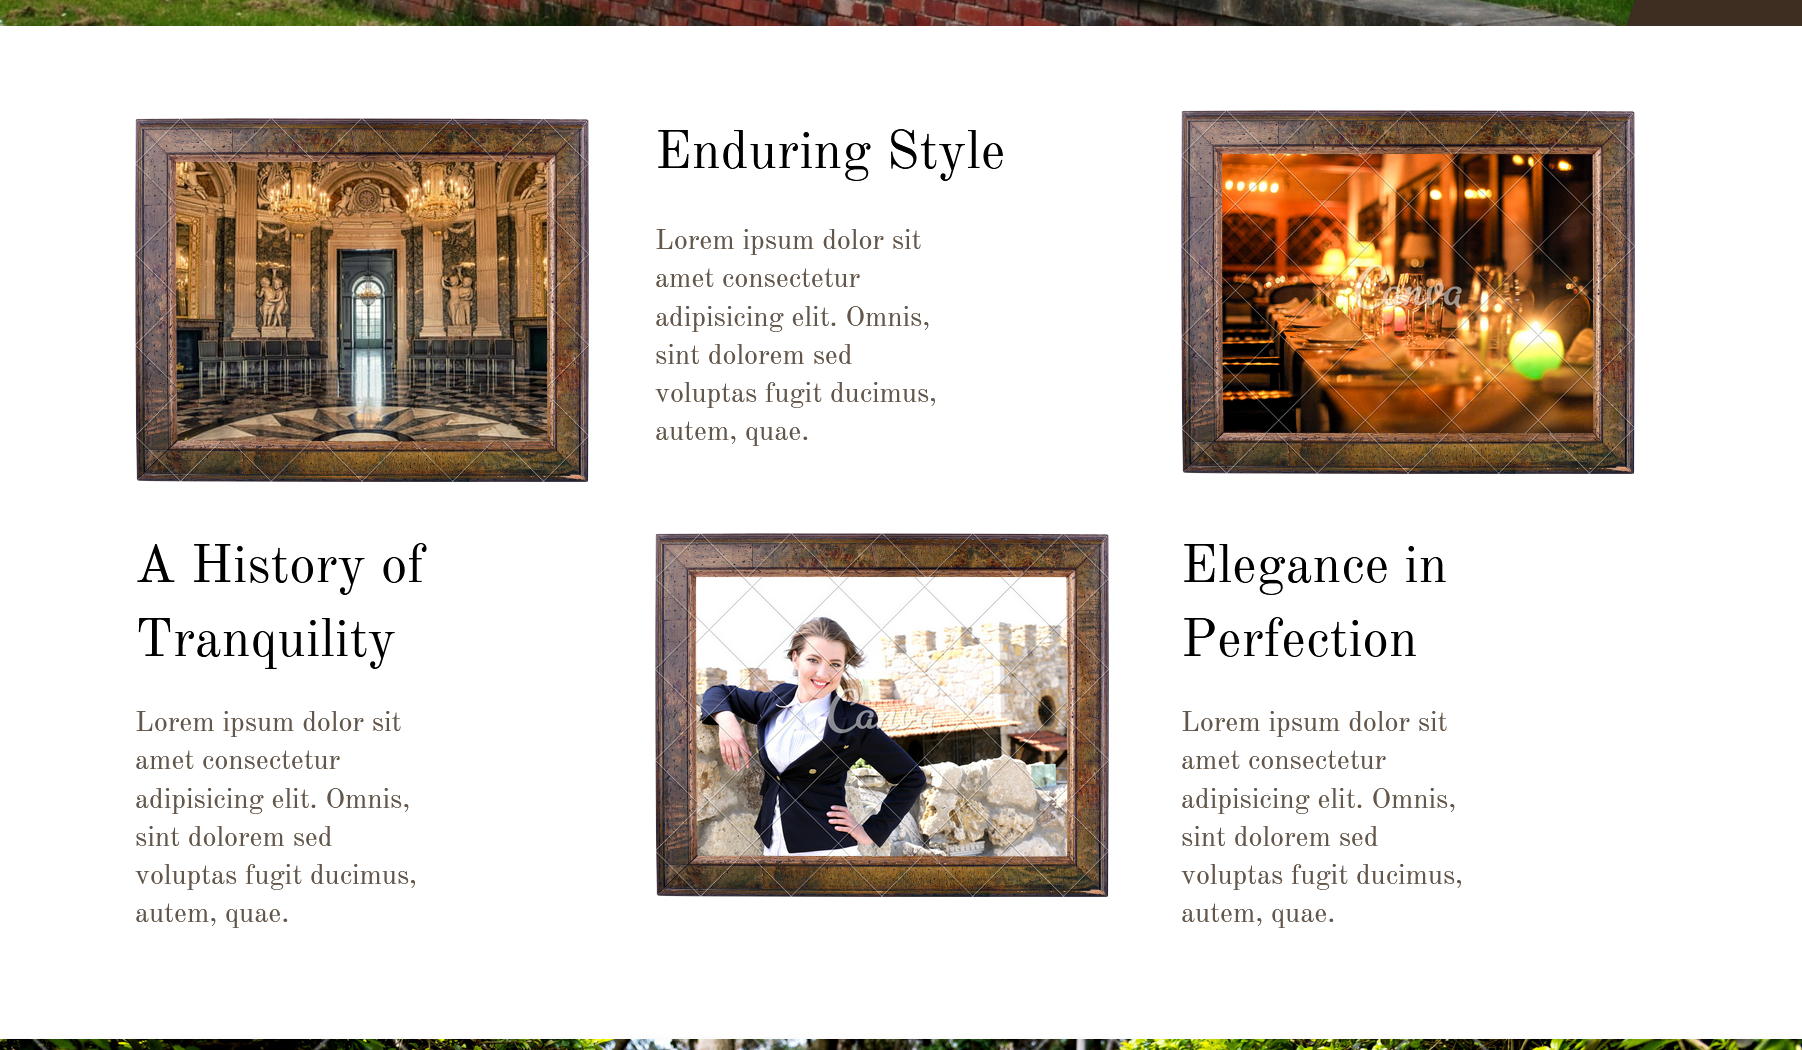 Enduring Style
Lorem ipsum dolor sit
amet consectetur
adipisicing elit. Omnis,
sint dolorem sed
voluptas fugit ducimus,
autem, quae.
Canva
A History of
Tranquility
Lorem ipsum dolor sit
amet consectetur
adipisicing elit. Omnis,
sint dolorem sed
voluptas fugit ducimus,
autem, quae.
Canva
Elegance in
Perfection
Lorem ipsum dolor sit
amet consectetur
adipisicing elit. Omnis,
sint dolorem sed
voluptas fugit ducimus,
autem, quae.